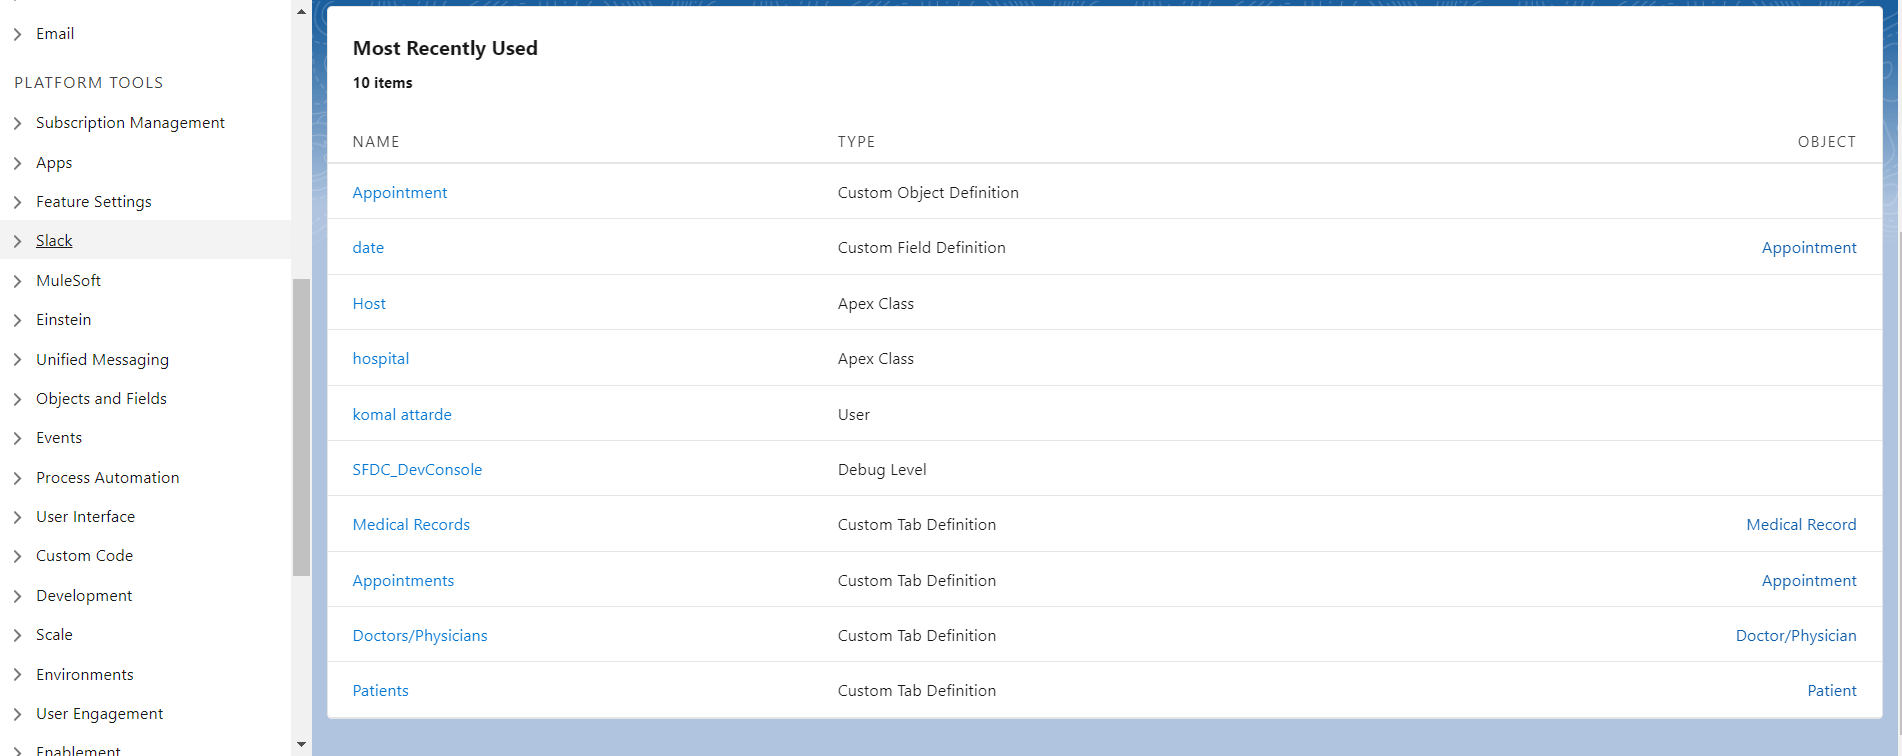 Email
PLATFORM TOOLS
Subscription Management
Apps
Feature Settings
Slack
MuleSoft
Einstein
Unified Messaging
Objects and Fields
Events
Process Automation
User Interface
Custom Code
Development
Scale
Environments
User Engagement
Enablement
Most Recently Used
10 items
NAME TYPE OBJECT
Appointment Custom Object Definition
date Custom Field Definition Appointment
Host Apex Class
hospital Apex Class
komal attarde User
SFDC_DevConsole Debug Level
Medical Records Custom Tab Definition Medical Record
Appointments Custom Tab Definition Appointment
Doctors/Physicians Custom Tab Definition Doctor/Physician
Patients Custom Tab Definition Patient